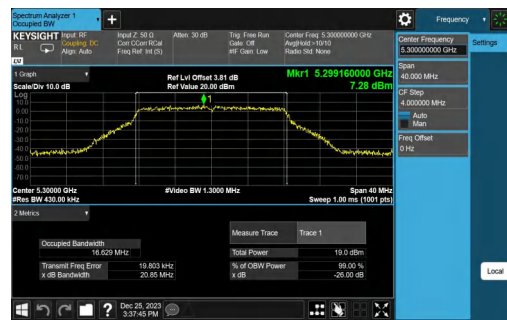 Spectrum Analyzer 1
Occupied BW
Frequency
KEYSIGHT Input: RF
RL
Coupling: DC
Align: Auto
Input Z: 50 Ω
Corr CCorr RCal
Freq Ref: Int (S)
Atten: 30 dB
Trig: Free Run
Gate: Off
#IF Gain: Low
Center Freq: 5.300000000 GHz
Avg|Hold:>10/10
Radio Std: None
LV
1 Graph
Scale/Div 10.0 dB
Ref Lvl Offset 3.81 dB
Ref Value 20.00 dBm
Mkr1 5.299160000 GHz
7.28 dBm
Log
10.0
0.00
-10.0
-20.0
-30.0
-40.0
-50.0
-60.0
-70.0
1
Center 5.30000 GHz
#Res BW 430.00 kHz
#Video BW 1.3000 MHz
Span 40 MHz
Sweep 1.00 ms (1001 pts)
2 Metrics
Measure Trace Trace 1
Occupied Bandwidth
16.629 MHz
Total Power 19.0 dBm
Transmit Freq Error 19.803 kHz
% of OBW Power 99.00 %
x dB Bandwidth 20.85 MHz
x dB -26.00 dB
Center Frequency
5.300000000 GHz
Settings
Span
40.000 MHz
CF Step
4.000000 MHz
Auto
Man
Freq Offset
0 Hz
Local
?
Dec 25, 2023
3:37:45 PM